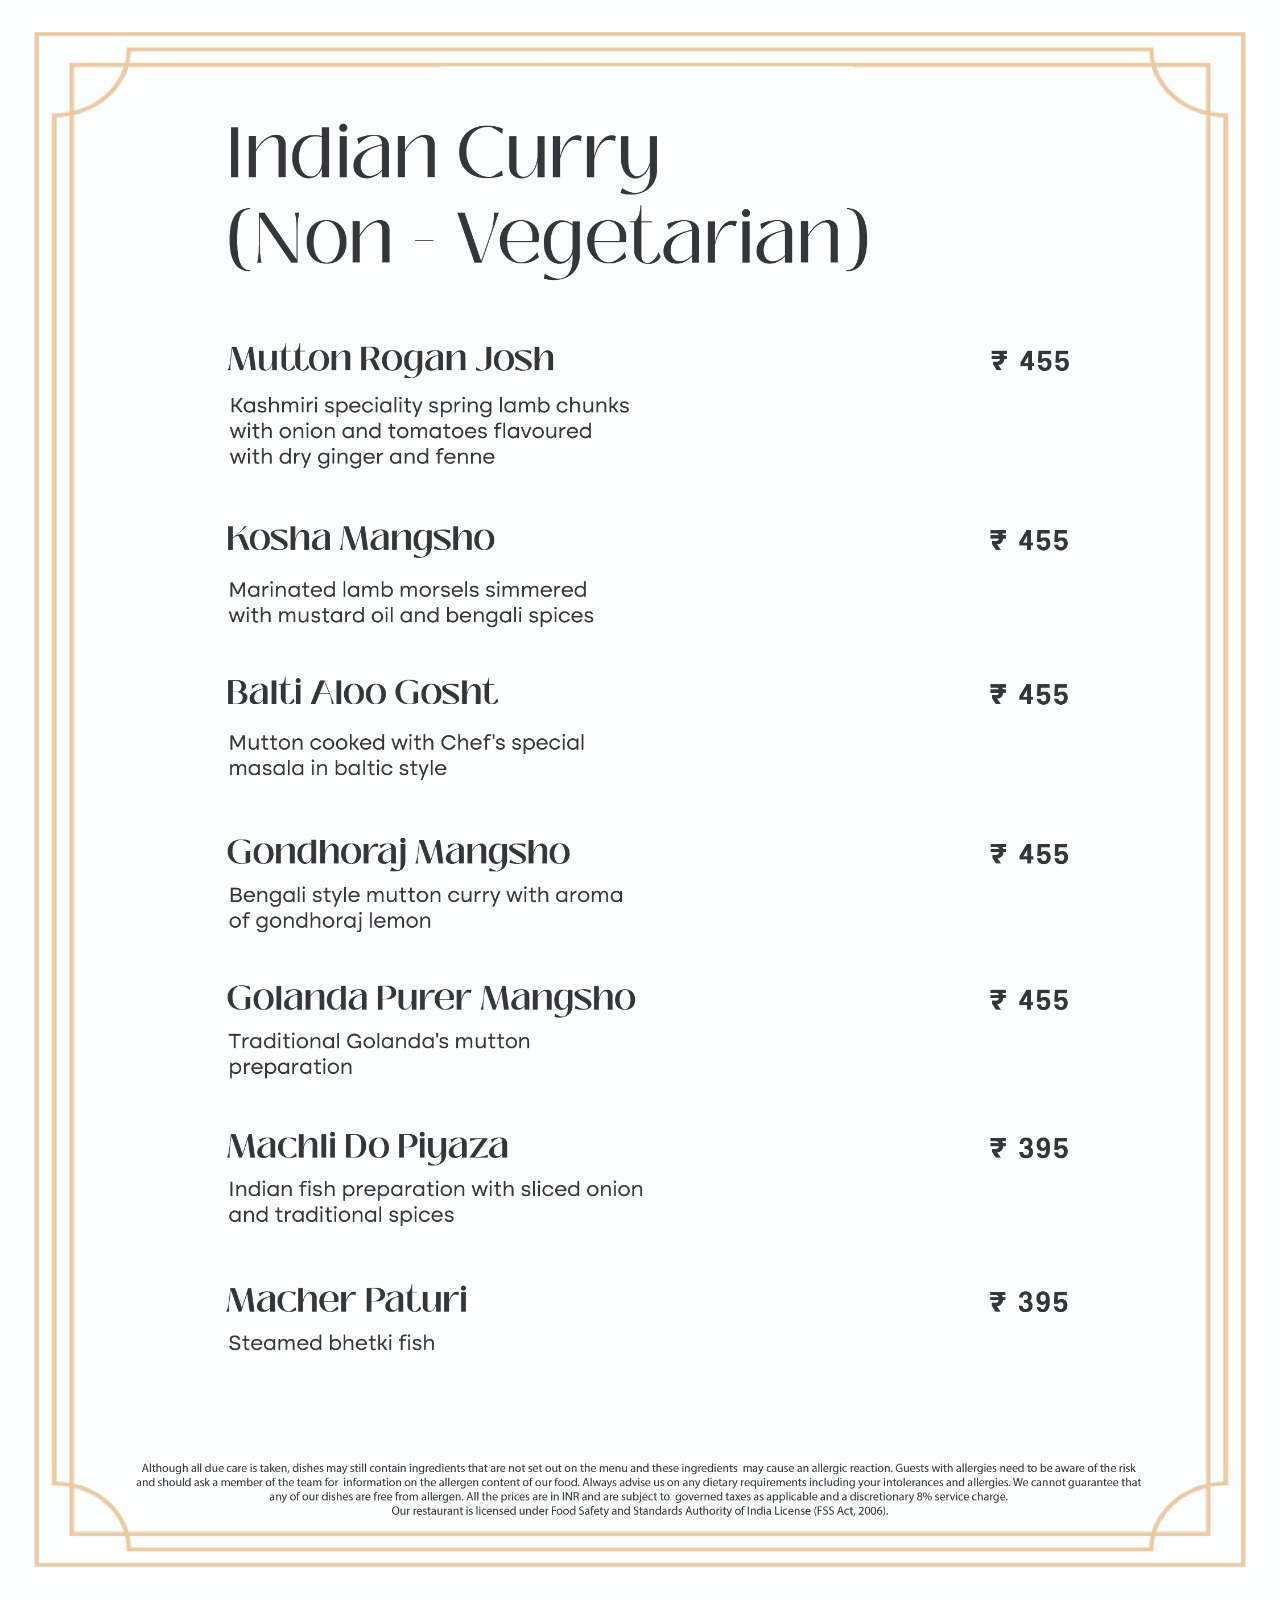 Indian Curry
(Non - Vegetarian)
Mutton Rogan Josh ₹ 455
Kashmiri speciality spring lamb chunks
with onion and tomatoes flavoured
with dry ginger and fenne
Kosha Mangsho ₹ 455
Marinated lamb morsels simmered
with mustard oil and bengali spices
Balti Aloo Gosht ₹ 455
Mutton cooked with Chef's special
masala in baltic style
Gondhoraj Mangsho ₹ 455
Bengali style mutton curry with aroma
of gondhoraj lemon
Golanda Purer Mangsho ₹ 455
Traditional Golanda's mutton
preparation
Machli Do Piyaza ₹ 395
Indian fish preparation with sliced onion
and traditional spices
Macher Paturi ₹ 395
Steamed bhetki fish
Although all due care is taken, dishes may still contain ingredients that are not set out on the menu and these ingredients may cause an allergic reaction. Guests with allergies need to be aware of the risk
and should ask a member of the team for information on the allergen content of our food. Always advise us on any dietary requirements including your intolerances and allergies. We cannot guarantee that
any of our dishes are free from allergen. All the prices are in INR and are subject to governed taxes as applicable and a discretionary 8% service charge.
Our restaurant is licensed under Food Safety and Standards Authority of India License (FSS Act, 2006).